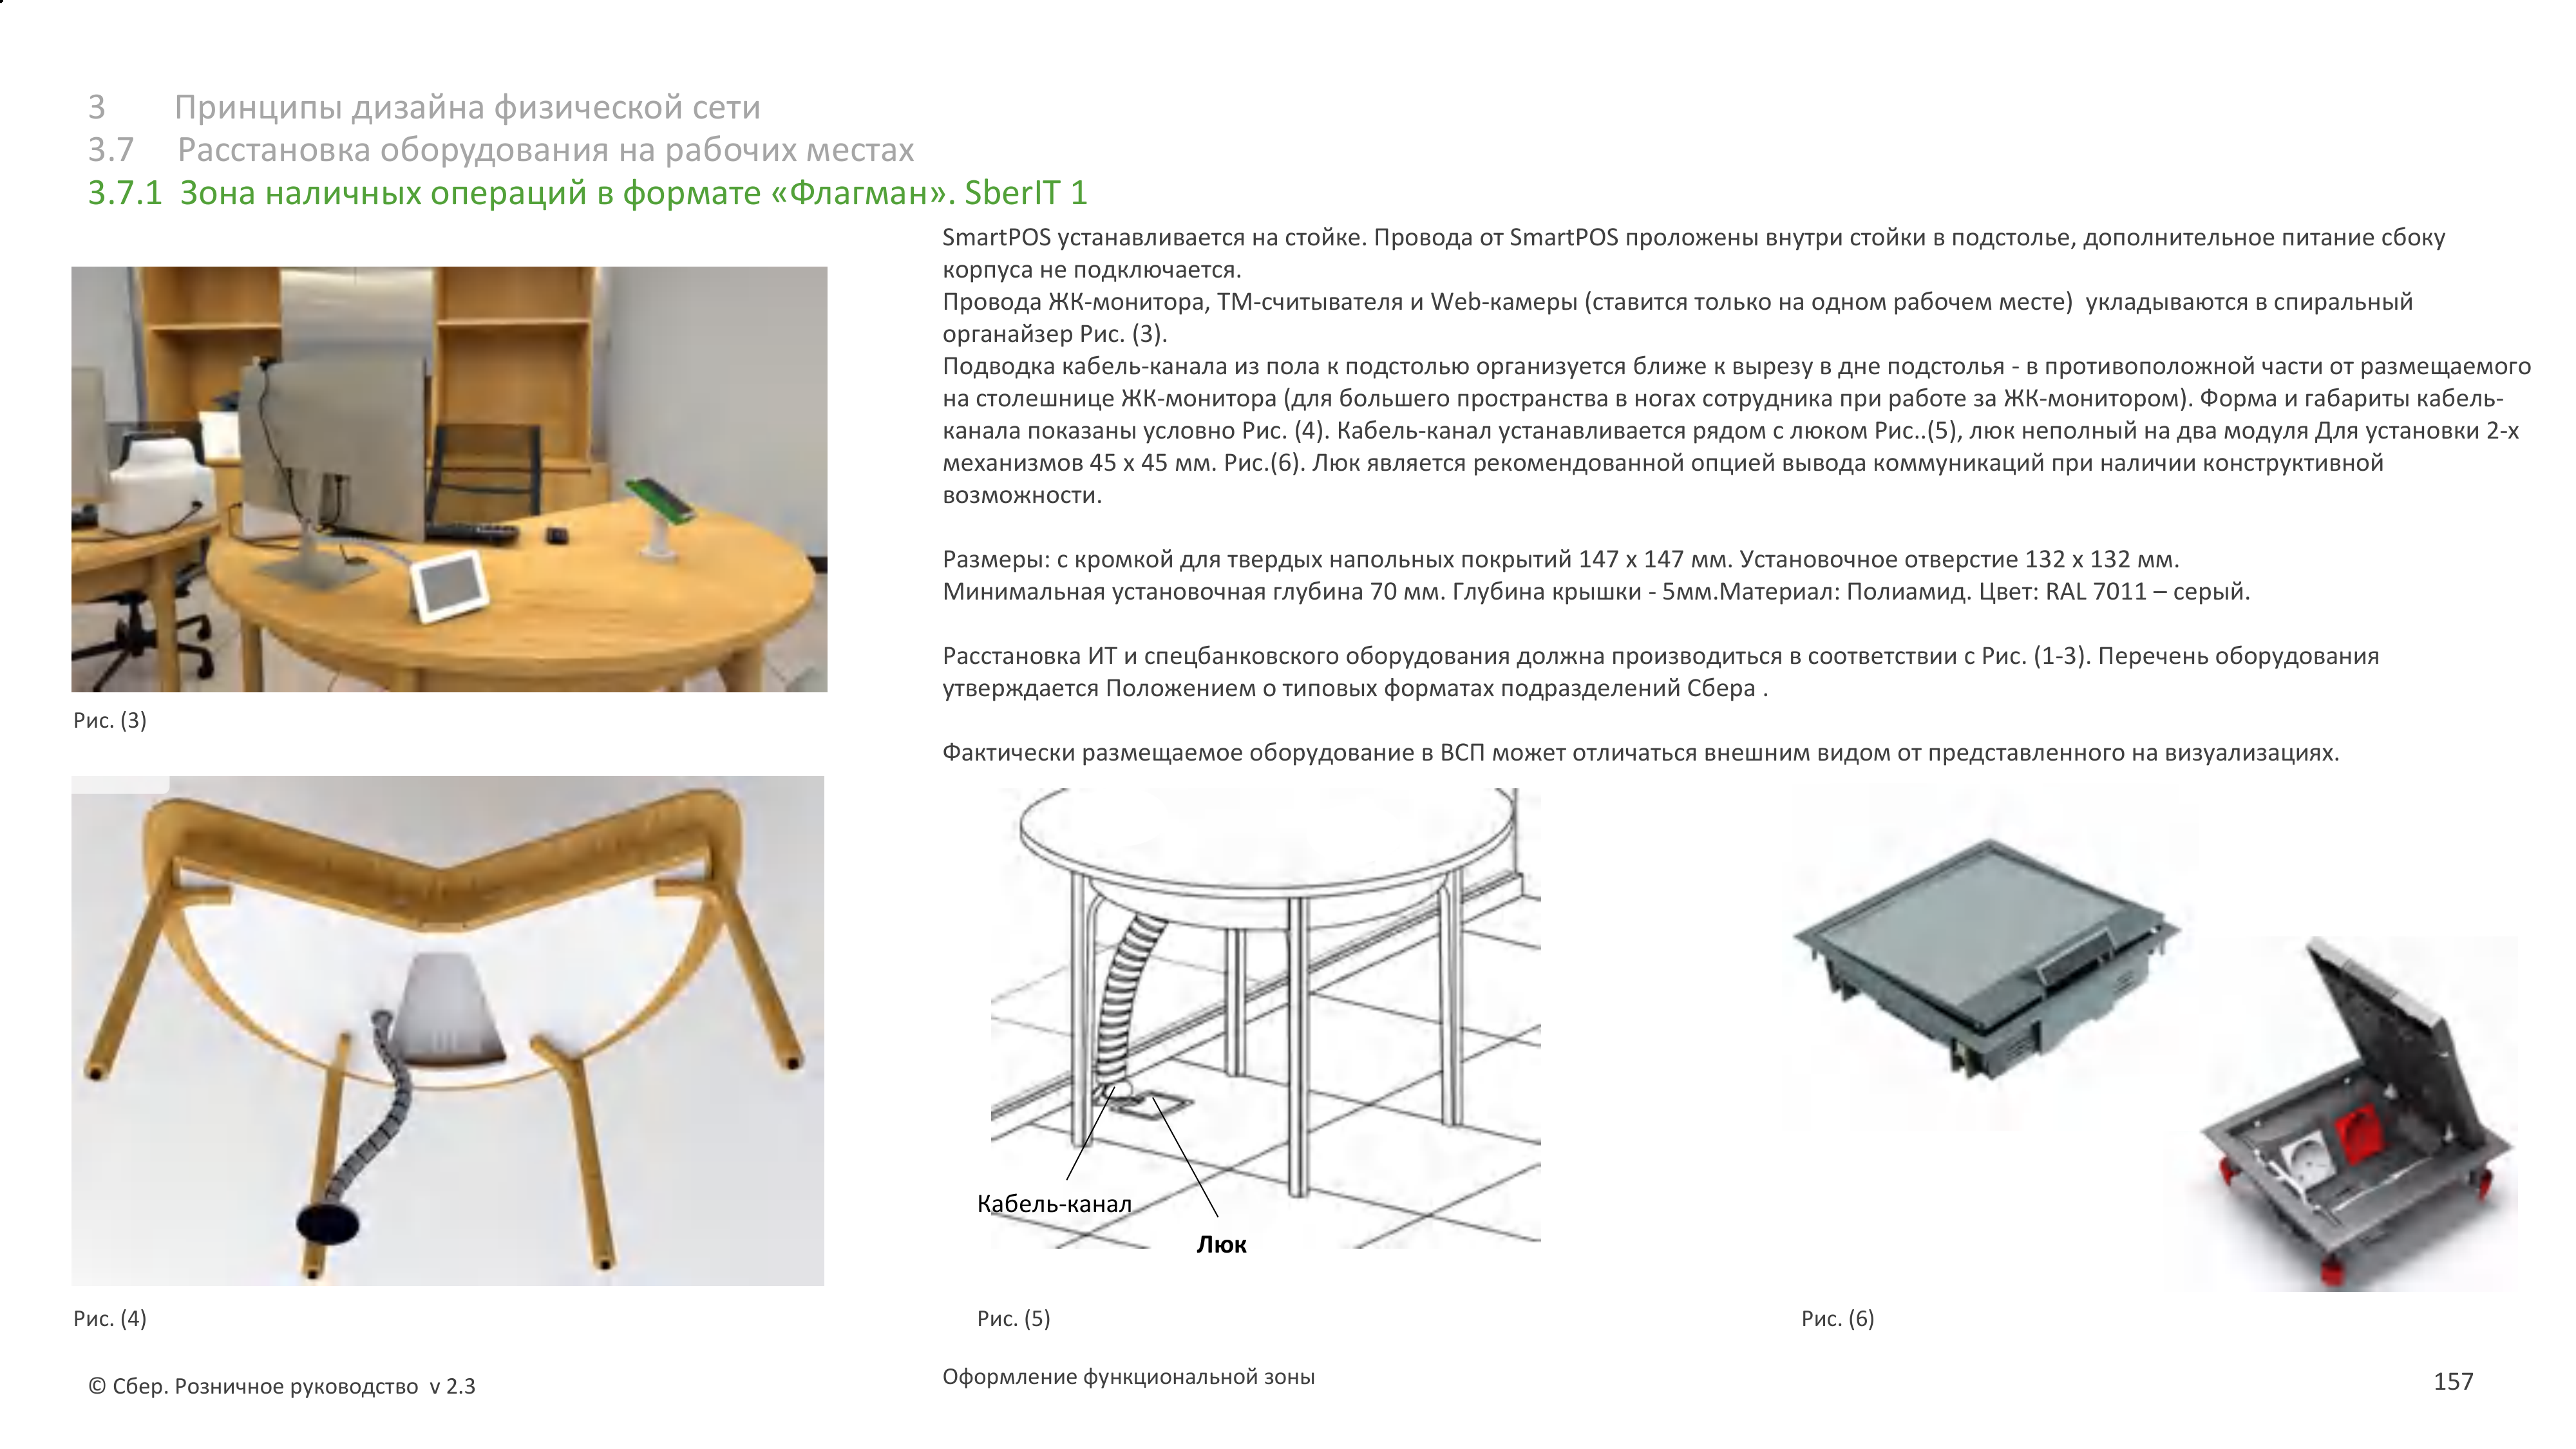 3 Принципы дизайна физической сети
3.7 Расстановка оборудования на рабочих местах
3.7.1 Зона наличных операций в формате «Флагман». SberIT 1
SmartPOS устанавливается на стойке. Провода от SmartPOS проложены внутри стойки в подстолье, дополнительное питание сбоку
корпуса не подключается.
Провода ЖК-монитора, ТМ-считывателя и Web-камеры (ставится только на одном рабочем месте) укладываются в спиральный
органайзер Рис. (3).
Подводка кабель-канала из пола к подстолью организуется ближе к вырезу в дне подстолья - в противоположной части от размещаемого
на столешнице ЖК-монитора (для большего пространства в ногах сотрудника при работе за ЖК-монитором). Форма и габариты кабель-
канала показаны условно Рис. (4). Кабель-канал устанавливается рядом с люком Рис..(5), люк неполный на два модуля Для установки 2-х
механизмов 45 х 45 мм. Рис.(6). Люк является рекомендованной опцией вывода коммуникаций при наличии конструктивной
возможности.
Размеры: с кромкой для твердых напольных покрытий 147 х 147 мм. Установочное отверстие 132 х 132 мм.
Минимальная установочная глубина 70 мм. Глубина крышки - 5мм.Материал: Полиамид. Цвет: RAL 7011 – серый.
Расстановка ИТ и спецбанковского оборудования должна производиться в соответствии с Рис. (1-3). Перечень оборудования
утверждается Положением о типовых форматах подразделений Сбера .
Фактически размещаемое оборудование в ВСП может отличаться внешним видом от представленного на визуализациях.
Рис. (3)
Кабель-канал
Люк
Рис. (4)
Рис. (5)
Рис. (6)
© Сбер. Розничное руководство v 2.3
Оформление функциональной зоны
157